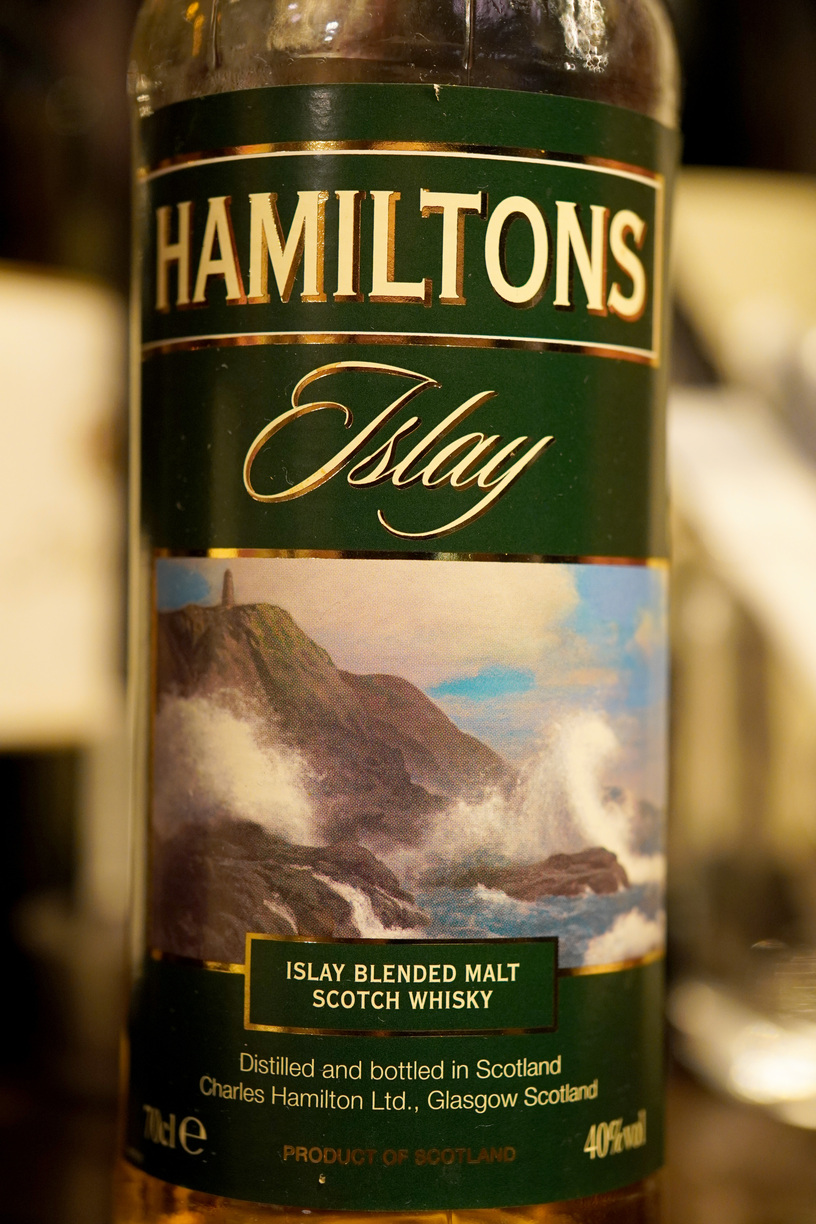 HAMILTONS
Islay
ISLAY BLENDED MALT
SCOTCH WHISKY
Distilled and bottled in Scotland
Charles Hamilton Ltd., Glasgow Scotland
70cl e 40%vol
PRODUCT OF SCOTLAND